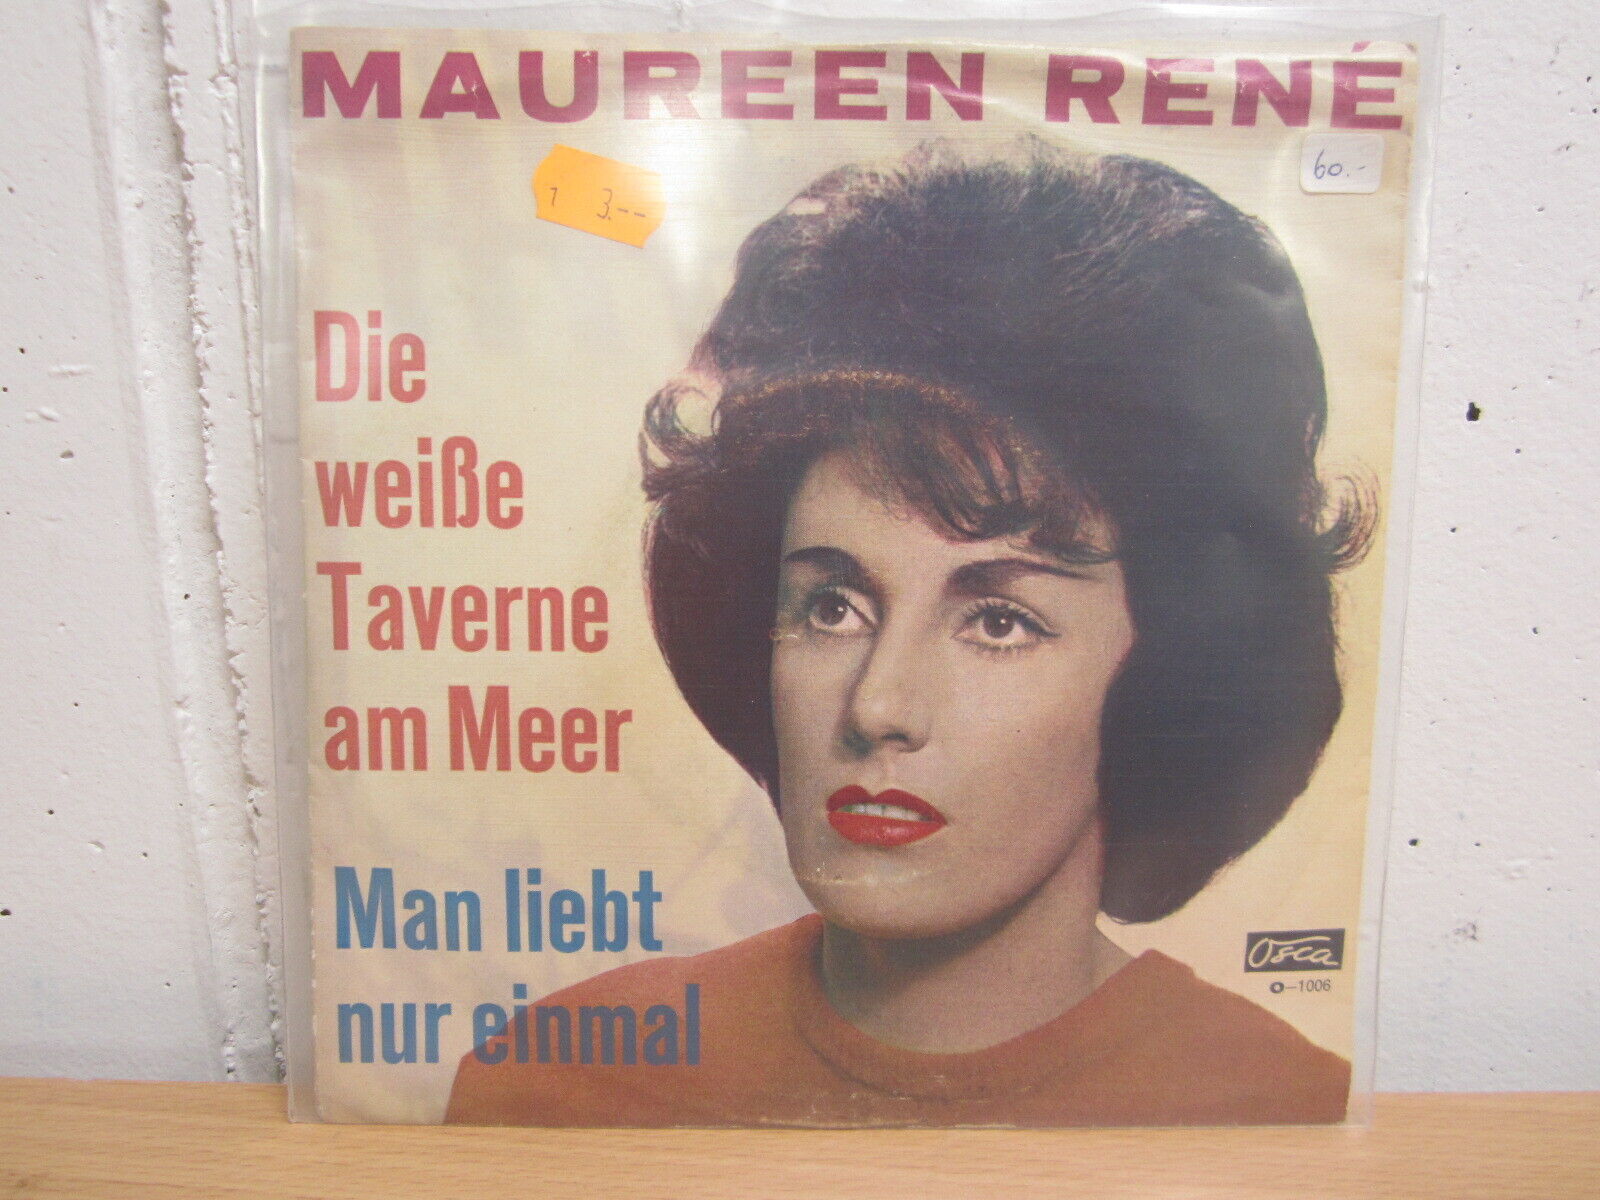 MAUREEN RENÉ
60.-
1 3.--
Die
weiße
Taverne
am Meer
Man liebt
nur einmal
Osca
O-1006